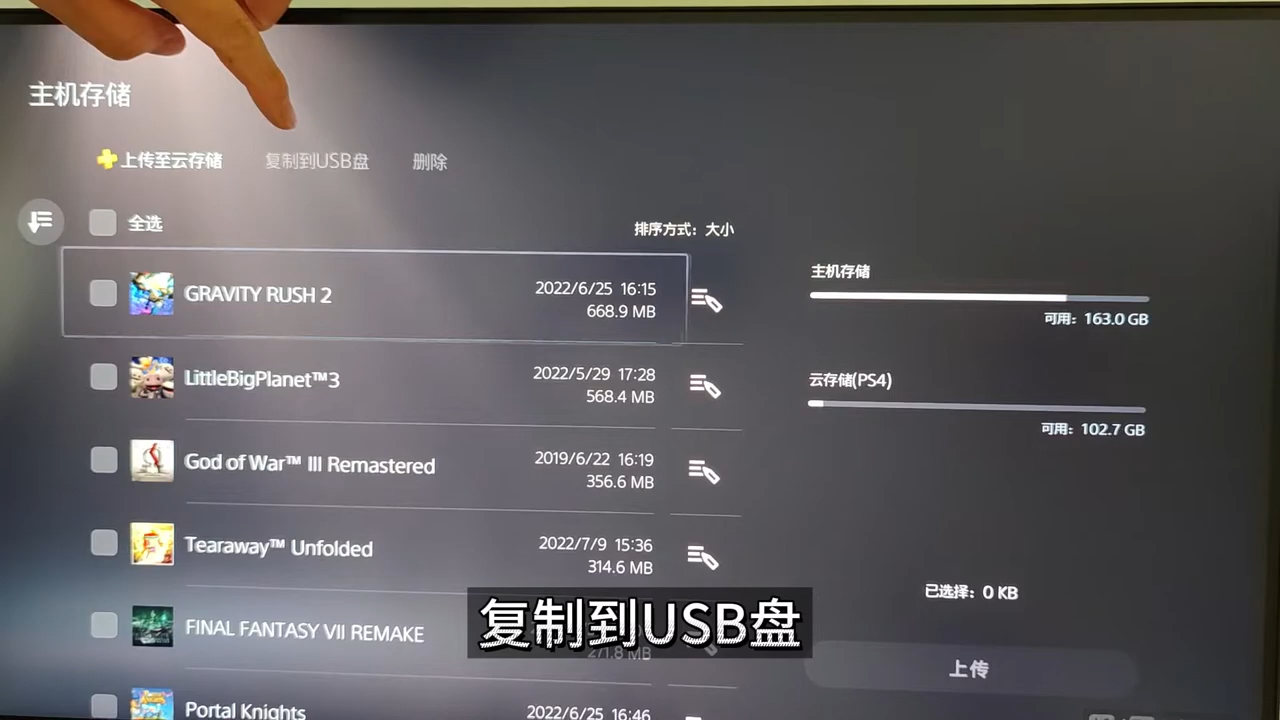 主机存储
上传至云存储 复制到USB盘 删除
全选
排序方式：大小
GRAVITY RUSH 2
2022/6/25 16:15
668.9 MB
LittleBigPlanet™3
2022/5/29 17:28
568.4 MB
God of War™ III Remastered
2019/6/22 16:19
356.6 MB
Tearaway™ Unfolded
2022/7/9 15:36
314.6 MB
FINAL FANTASY VII REMAKE
271.8 MB
Portal Knights
2022/6/25 16:46
主机存储
可用：163.0 GB
云存储(PS4)
可用：102.7 GB
已选择：0 KB
上传
复制到USB盘